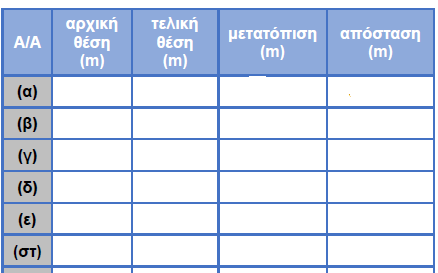 Α/Α αρχική θέση (m) τελική θέση (m) μετατόπιση (m) απόσταση (m)
(α)
(β)
(γ)
(δ)
(ε)
(στ)